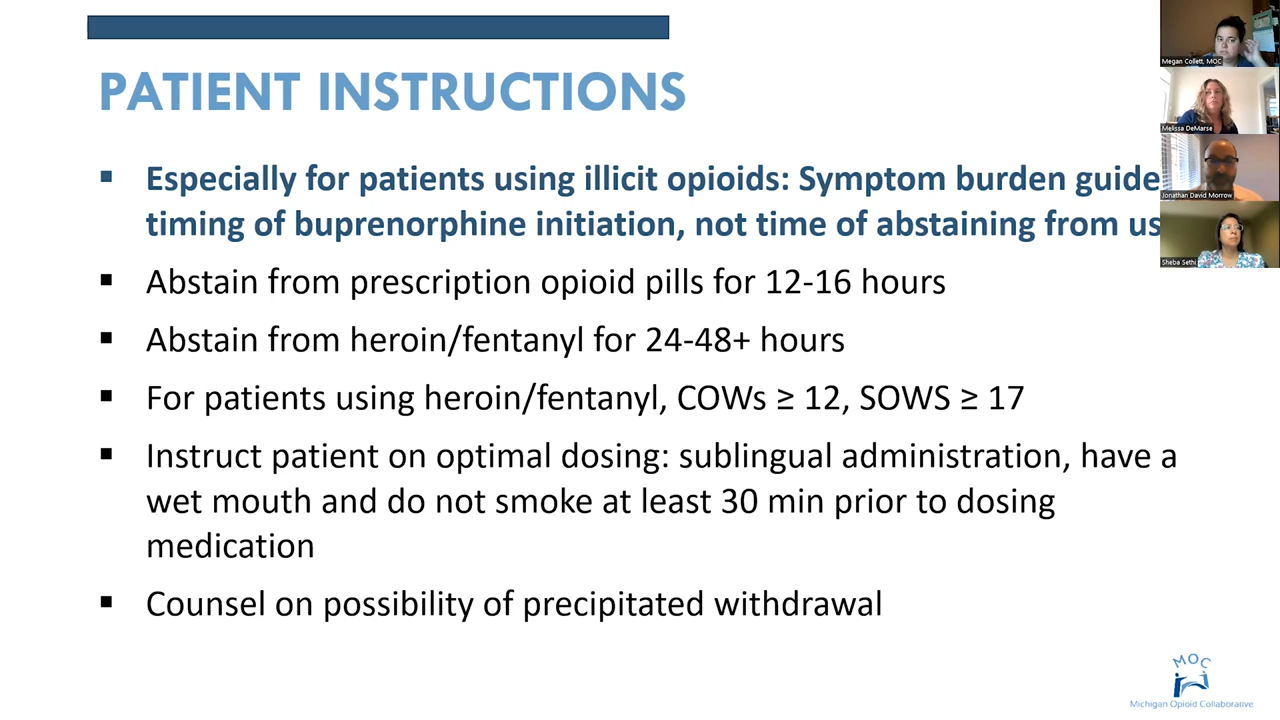 PATIENT INSTRUCTIONS
▪ Especially for patients using illicit opioids: Symptom burden guide
timing of buprenorphine initiation, not time of abstaining from us
▪ Abstain from prescription opioid pills for 12-16 hours
▪ Abstain from heroin/fentanyl for 24-48+ hours
▪ For patients using heroin/fentanyl, COWs ≥ 12, SOWS ≥ 17
▪ Instruct patient on optimal dosing: sublingual administration, have a
wet mouth and do not smoke at least 30 min prior to dosing
medication
▪ Counsel on possibility of precipitated withdrawal
Megan Collett, MOC
Melissa DeMarse
Jonathan David Morrow
Sheba Sethi
MOC
Michigan Opioid Collaborative